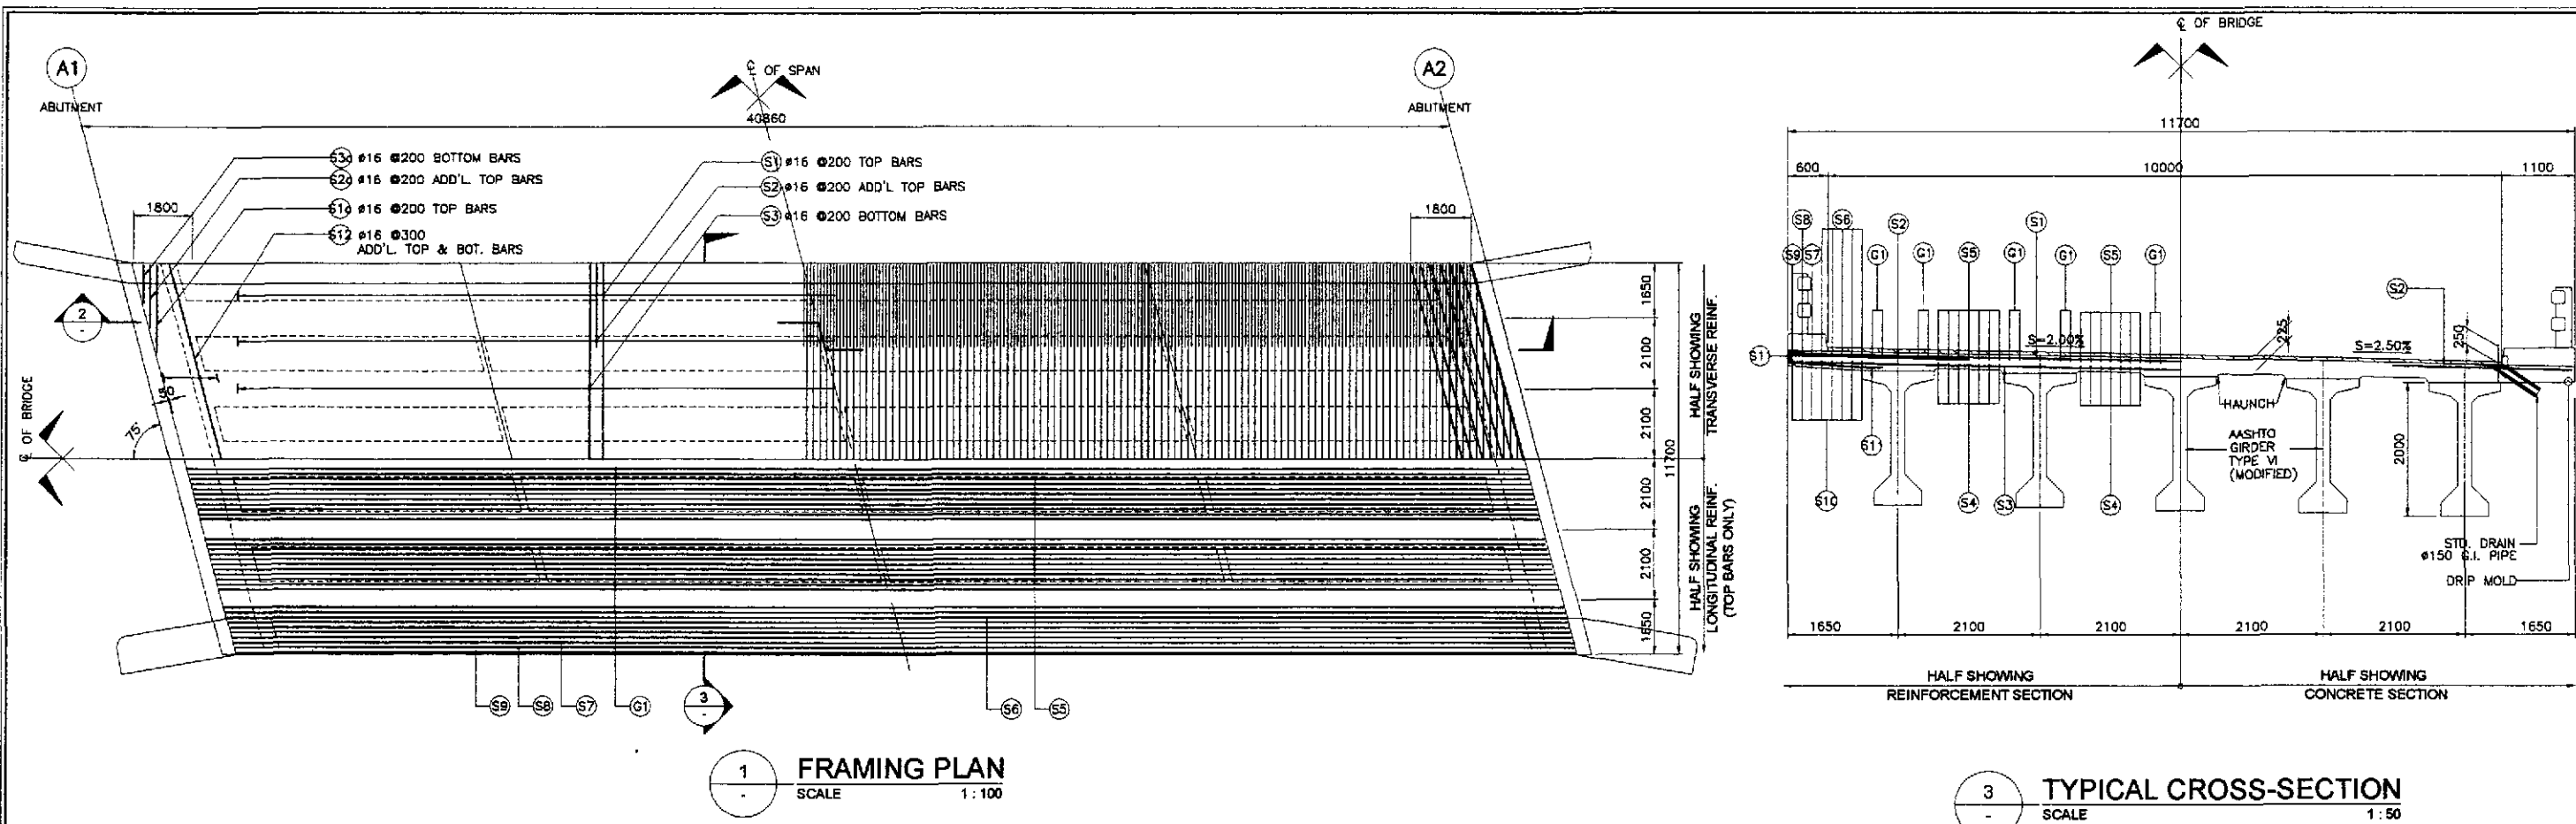 A1
ABUTMENT
℄ OF SPAN
A2
ABUTMENT
40860
S3a ø16 @200 BOTTOM BARS
S2a ø16 @200 ADD'L. TOP BARS
S1a ø16 @200 TOP BARS
S12 ø16 @300
ADD'L. TOP & BOT. BARS
S1 ø16 @200 TOP BARS
S2 ø16 @200 ADD'L TOP BARS
S3 ø16 @200 BOTTOM BARS
1800
1800
2
-
℄ OF BRIDGE
75°
1650
2100
2100
2100
2100
1650
11700
HALF SHOWING
TRANSVERSE REINF.
HALF SHOWING
LONGITUDINAL REINF.
(TOP BARS ONLY)
S9
S8
S7
G1
3
-
S6
S5
1
-
FRAMING PLAN
SCALE 1 : 100
℄ OF BRIDGE
11700
600
10000
1100
S8
S6
S2
S1
S9
S7
G1
G1
S5
G1
G1
S5
G1
S2
S=2.00%
225
S=2.50%
250
S1
HAUNCH
AASHTO
GIRDER
TYPE VI
(MODIFIED)
2000
S11
S10
S4
S3
S4
STD. DRAIN
ø150 G.I. PIPE
DRIP MOLD
1650
2100
2100
2100
2100
1650
HALF SHOWING
REINFORCEMENT SECTION
HALF SHOWING
CONCRETE SECTION
3
-
TYPICAL CROSS-SECTION
SCALE 1 : 50